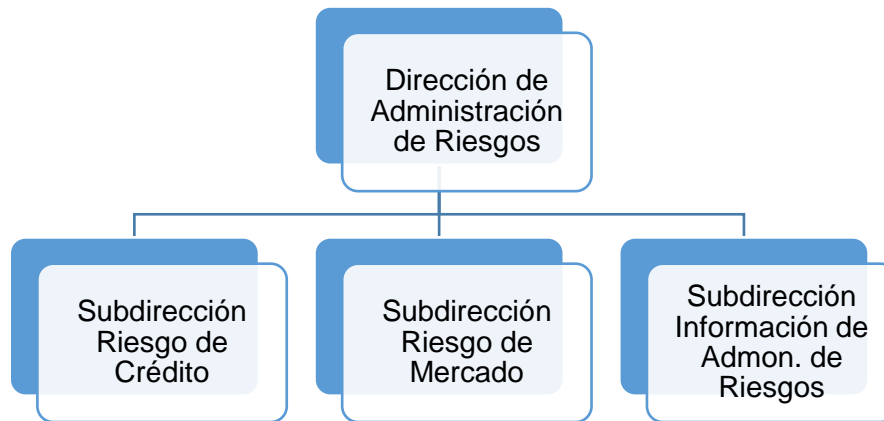 Dirección de
Administración
de Riesgos
Subdirección
Riesgo de
Crédito
Subdirección
Riesgo de
Mercado
Subdirección
Información de
Admon. de
Riesgos